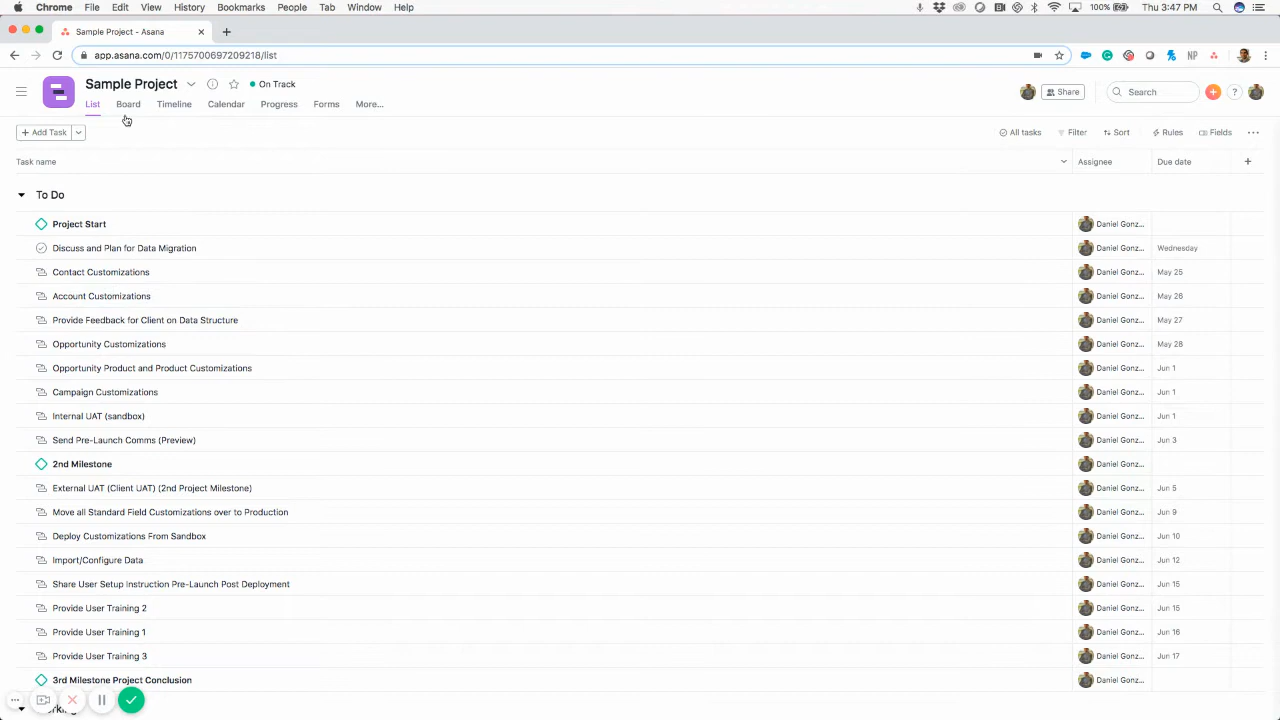 Chrome File Edit View History Bookmarks People Tab Window Help 100% Thu 3:47 PM
Sample Project - Asana
app.asana.com/0/1175700697209218/list
NP
Sample Project On Track
List Board Timeline Calendar Progress Forms More...
Share Search ?
+ Add Task All tasks Filter Sort Rules Fields
Task name Assignee Due date +
To Do
Project Start Daniel Gonz...
Discuss and Plan for Data Migration Daniel Gonz... Wednesday
Contact Customizations Daniel Gonz... May 25
Account Customizations Daniel Gonz... May 26
Provide Feedback for Client on Data Structure Daniel Gonz... May 27
Opportunity Customizations Daniel Gonz... May 28
Opportunity Product and Product Customizations Daniel Gonz... Jun 1
Campaign Customizations Daniel Gonz... Jun 1
Internal UAT (sandbox) Daniel Gonz... Jun 1
Send Pre-Launch Comms (Preview) Daniel Gonz... Jun 3
2nd Milestone Daniel Gonz...
External UAT (Client UAT) (2nd Project Milestone) Daniel Gonz... Jun 5
Move all Standard Field Customizations over to Production Daniel Gonz... Jun 9
Deploy Customizations From Sandbox Daniel Gonz... Jun 10
Import/Configure Data Daniel Gonz... Jun 12
Share User Setup Instruction Pre-Launch Post Deployment Daniel Gonz... Jun 15
Provide User Training 2 Daniel Gonz... Jun 15
Provide User Training 1 Daniel Gonz... Jun 16
Provide User Training 3 Daniel Gonz... Jun 17
3rd Milestone Project Conclusion Daniel Gonz...